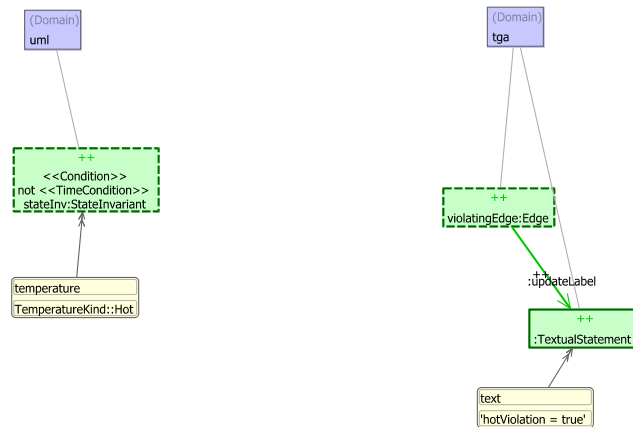 (Domain)
uml
(Domain)
tga
++
<<Condition>>
not <<TimeCondition>>
stateInv:StateInvariant
++
violatingEdge:Edge
temperature
TemperatureKind::Hot
++
:updateLabel
++
:TextualStatement
text
'hotViolation = true'